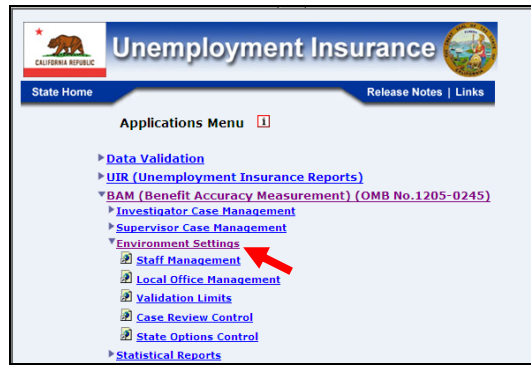 CALIFORNIA REPUBLIC
Unemployment Insurance
State Home
Release Notes | Links
Applications Menu i
Data Validation
UIR (Unemployment Insurance Reports)
BAM (Benefit Accuracy Measurement) (OMB No.1205-0245)
Investigator Case Management
Supervisor Case Management
Environment Settings
Staff Management
Local Office Management
Validation Limits
Case Review Control
State Options Control
Statistical Reports